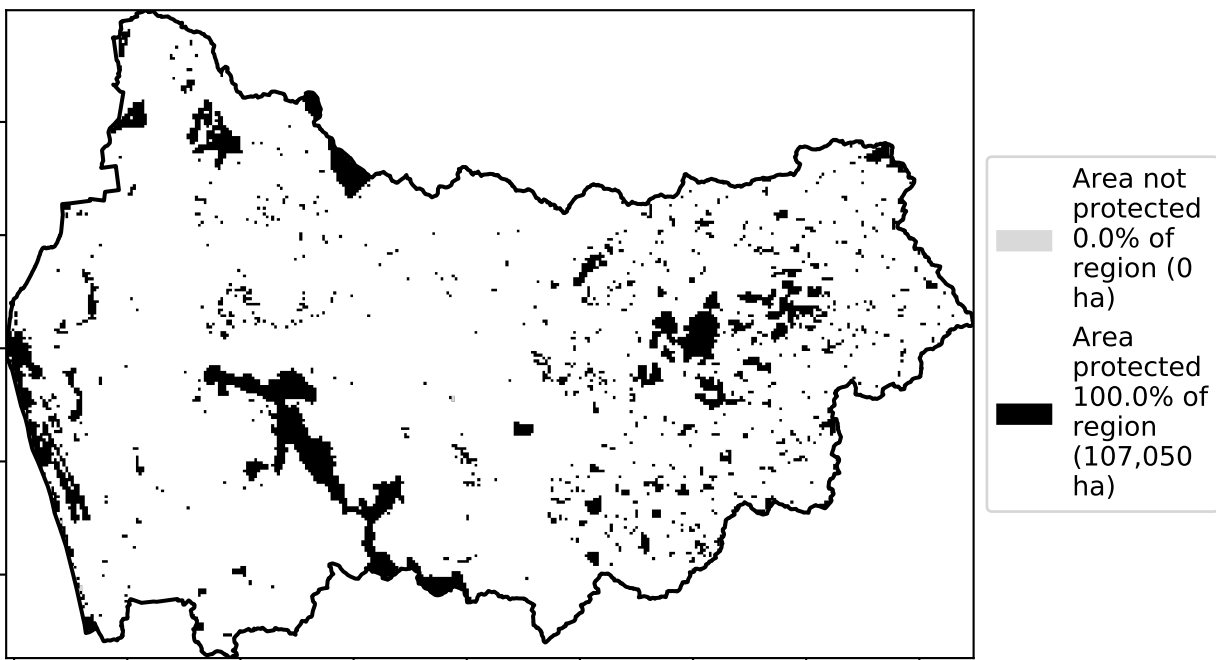 Area not
protected
0.0% of
region (0
ha)
Area
protected
100.0% of
region
(107,050
ha)